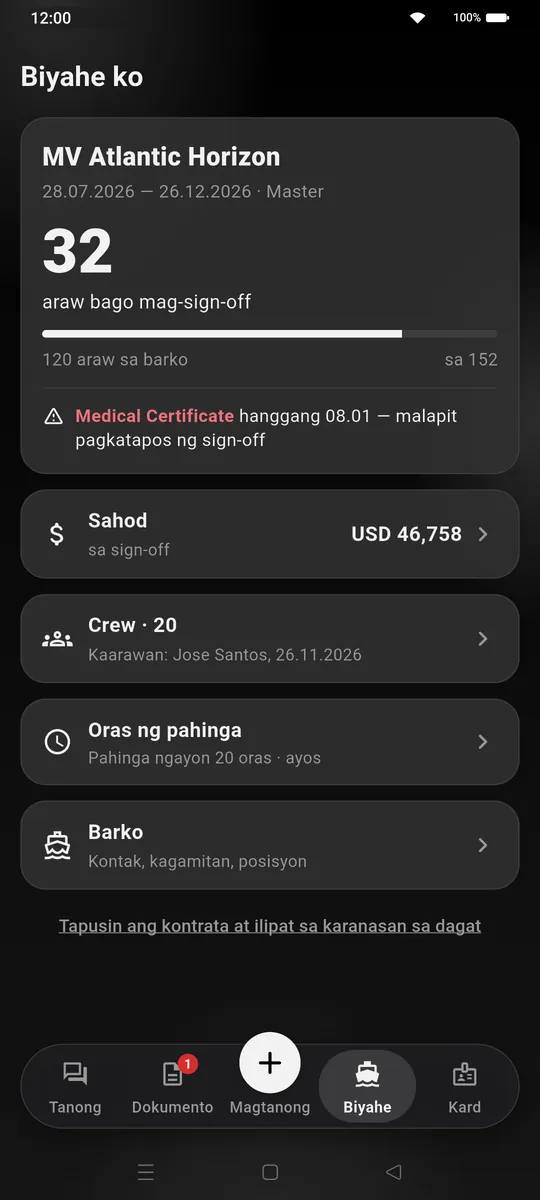 12:00
100%
Biyahe ko
MV Atlantic Horizon
28.07.2026 — 26.12.2026 · Master
32
araw bago mag-sign-off
120 araw sa barko
sa 152
Medical Certificate hanggang 08.01 — malapit
pagkatapos ng sign-off
Sahod
sa sign-off
USD 46,758
Crew · 20
Kaarawan: Jose Santos, 26.11.2026
Oras ng pahinga
Pahinga ngayon 20 oras · ayos
Barko
Kontak, kagamitan, posisyon
Tapusin ang kontrata at ilipat sa karanasan sa dagat
1
Tanong
Dokumento
Magtanong
Biyahe
Kard